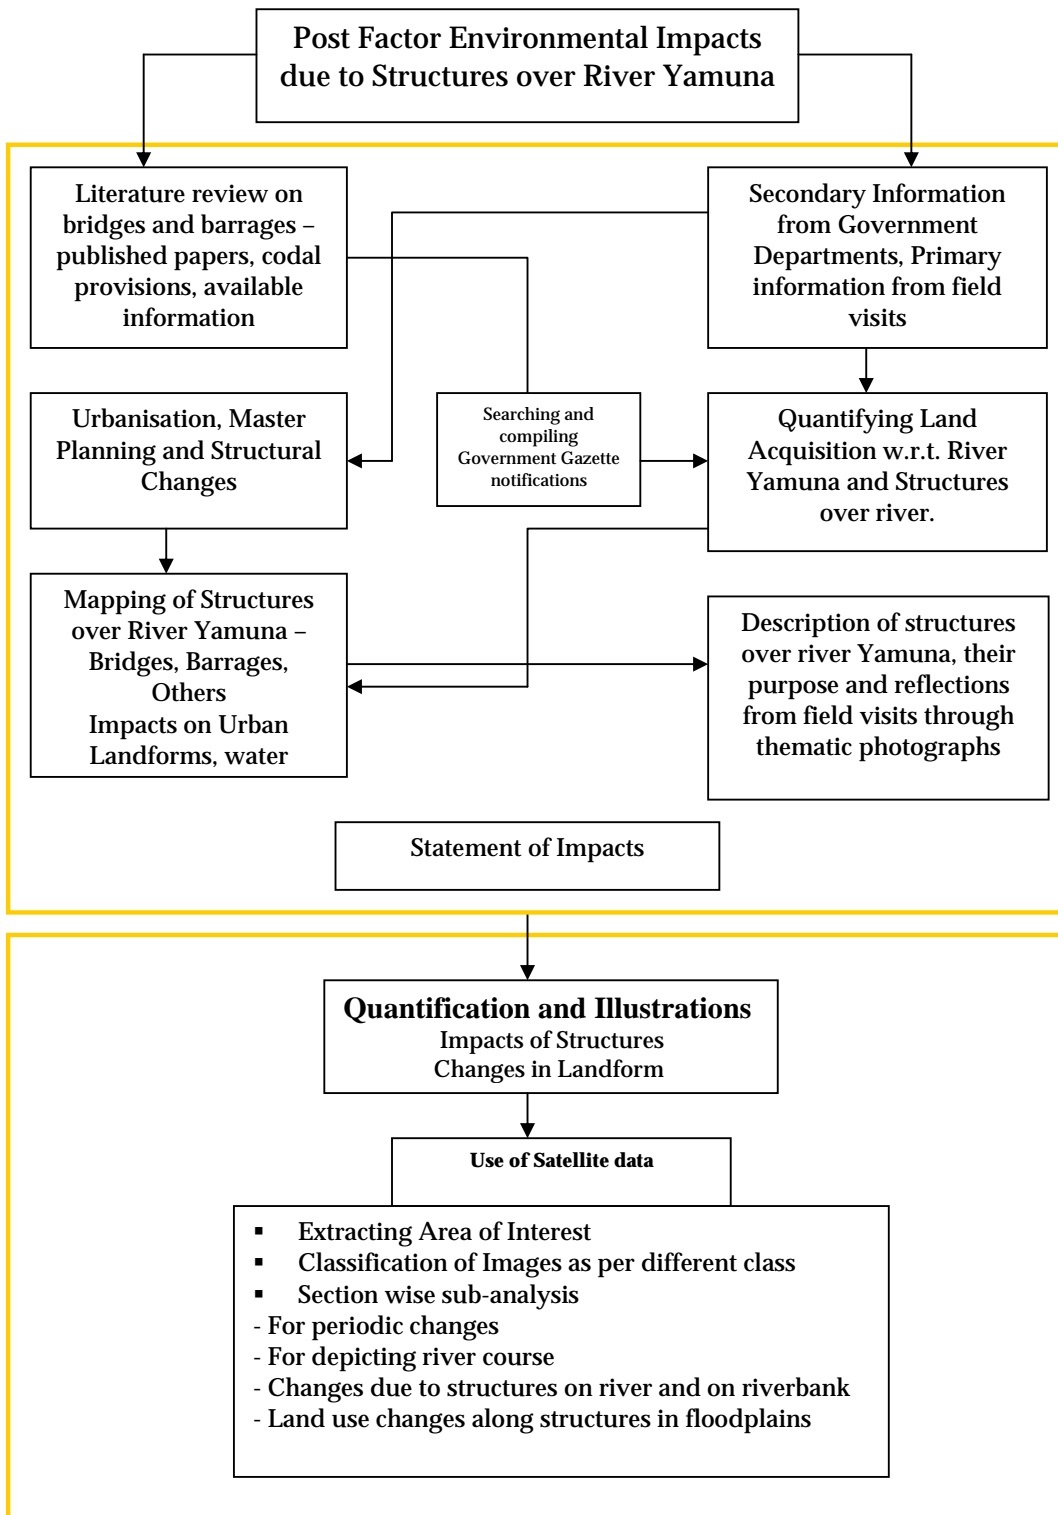 Post Factor Environmental Impacts
due to Structures over River Yamuna
Literature review on
bridges and barrages –
published papers, codal
provisions, available
information
Secondary Information
from Government
Departments, Primary
information from field
visits
Urbanisation, Master
Planning and Structural
Changes
Searching and
compiling
Government Gazette
notifications
Quantifying Land
Acquisition w.r.t. River
Yamuna and Structures
over river.
Mapping of Structures
over River Yamuna –
Bridges, Barrages,
Others
Impacts on Urban
Landforms, water
Description of structures
over river Yamuna, their
purpose and reflections
from field visits through
thematic photographs
Statement of Impacts
Quantification and Illustrations
Impacts of Structures
Changes in Landform
Use of Satellite data
▪ Extracting Area of Interest
▪ Classification of Images as per different class
▪ Section wise sub-analysis
- For periodic changes
- For depicting river course
- Changes due to structures on river and on riverbank
- Land use changes along structures in floodplains